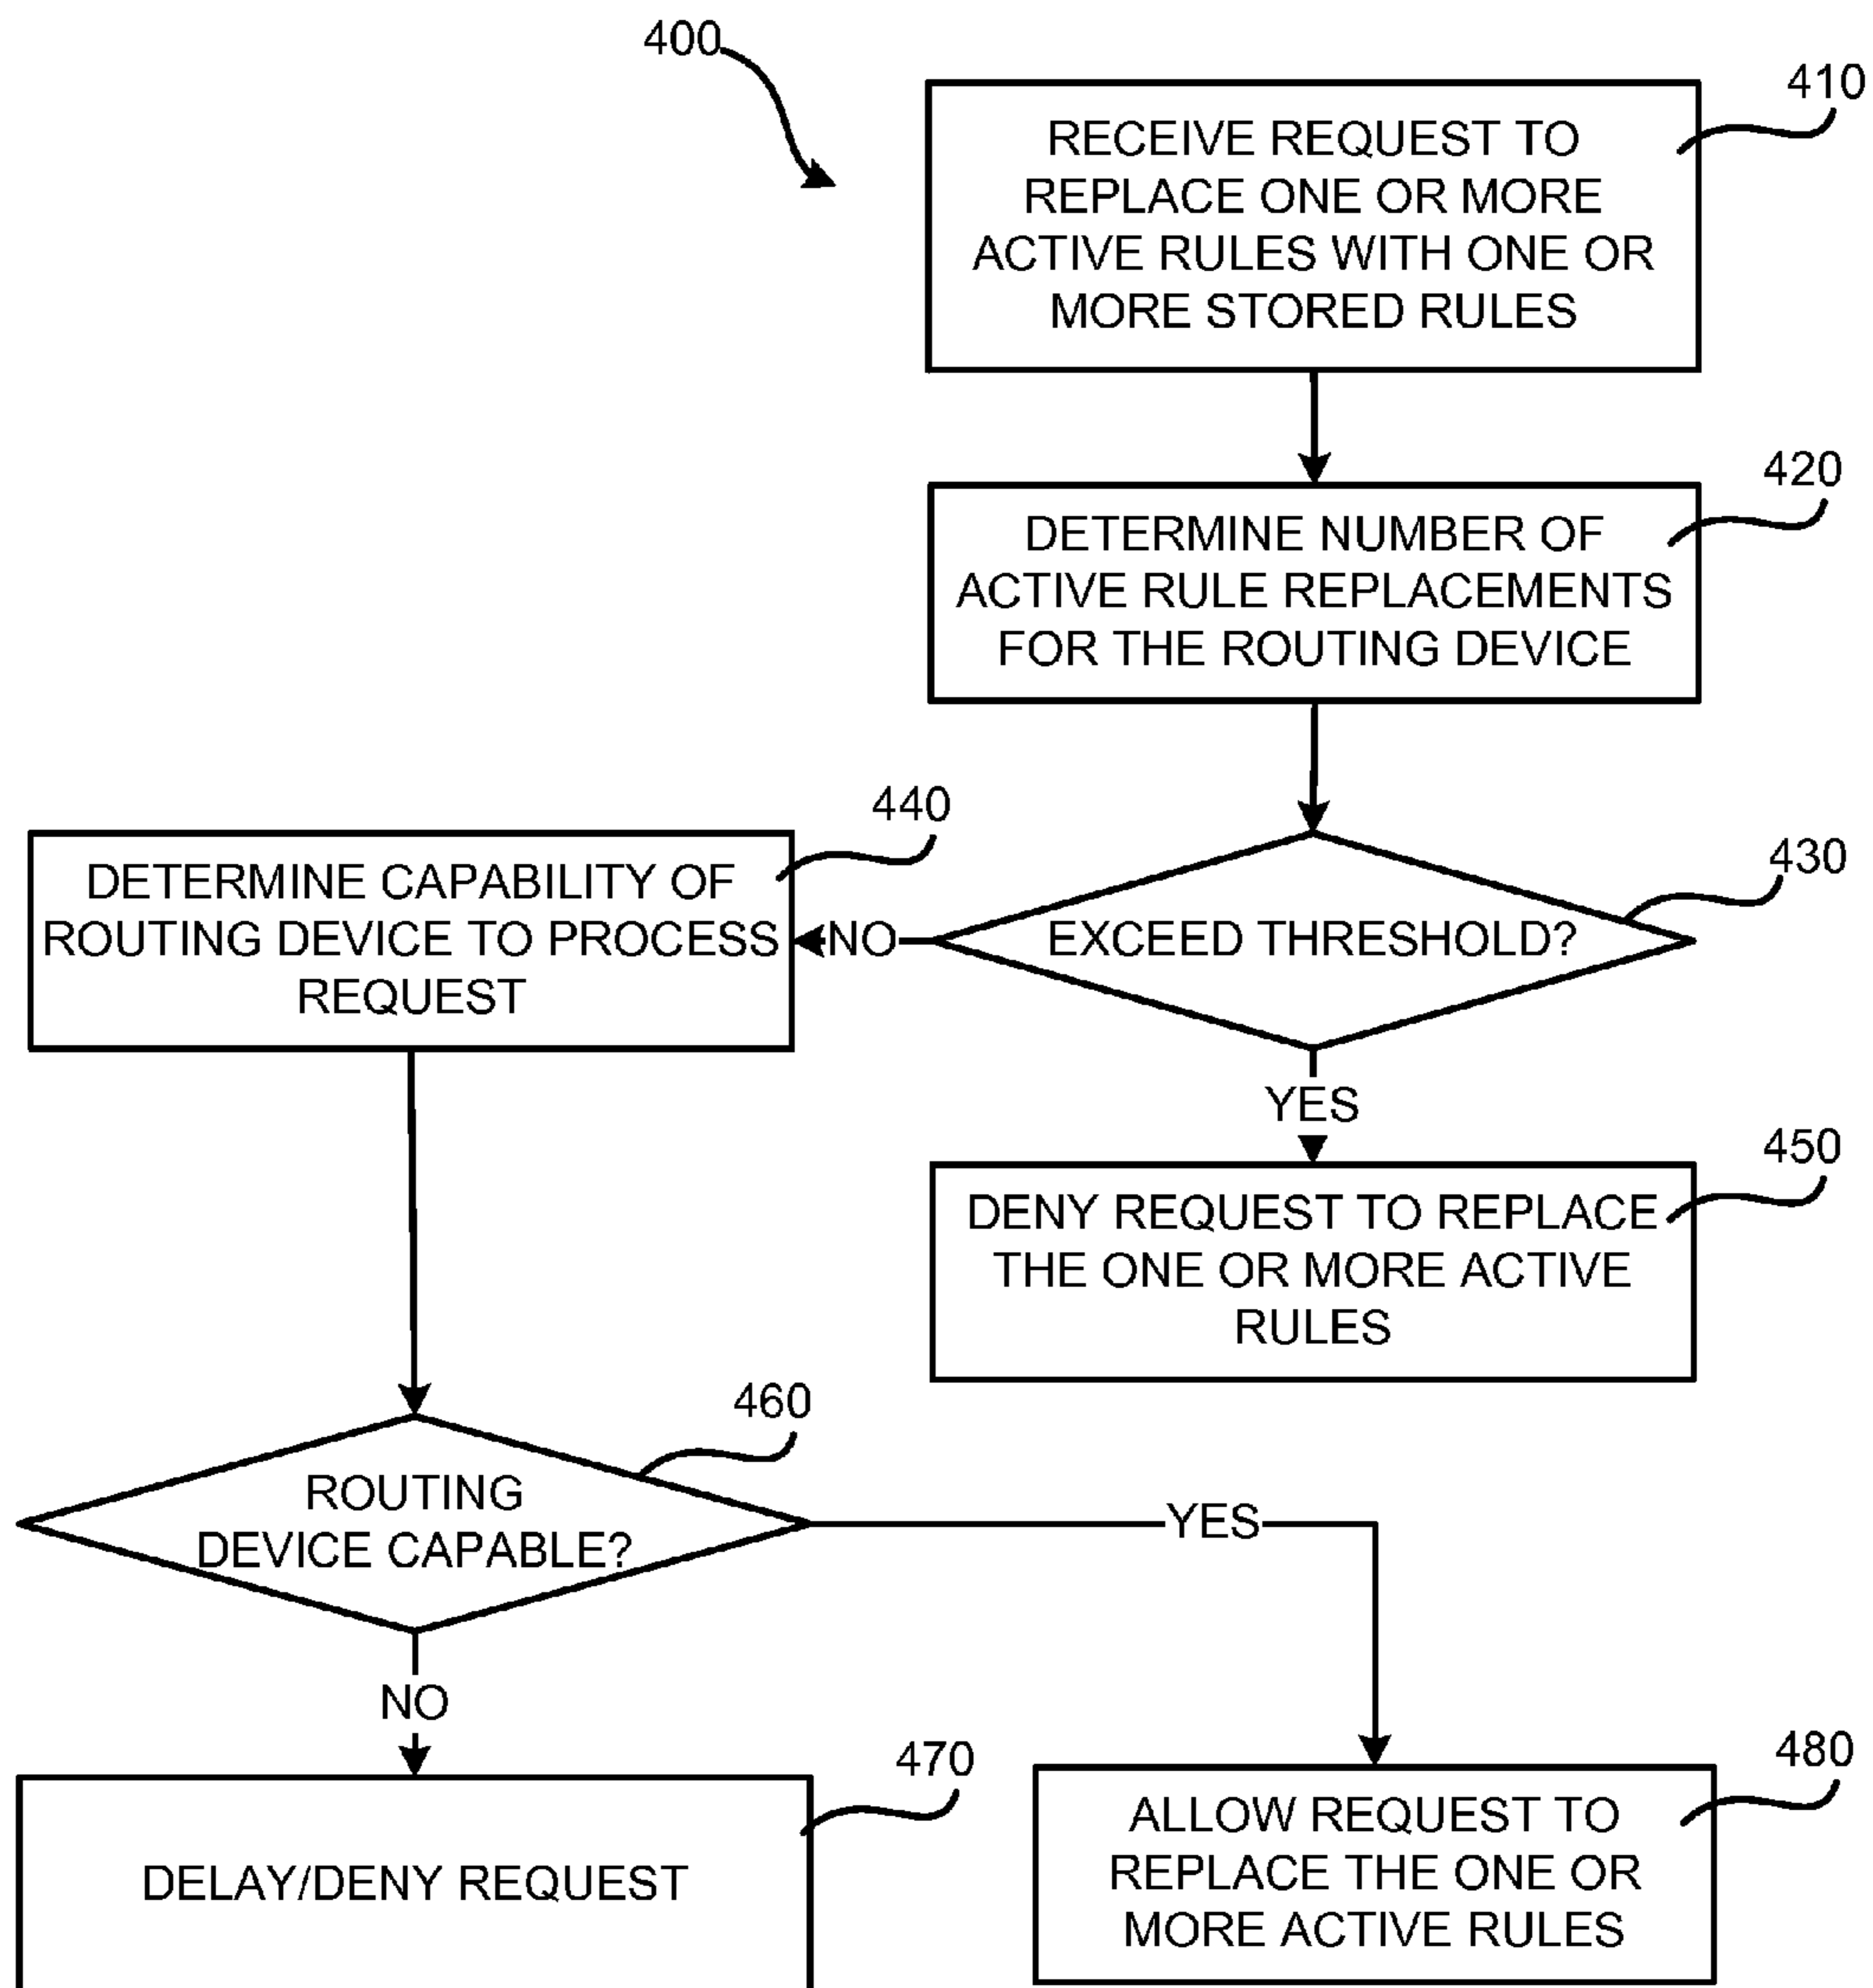 400
410
RECEIVE REQUEST TO
REPLACE ONE OR MORE
ACTIVE RULES WITH ONE OR
MORE STORED RULES
420
DETERMINE NUMBER OF
ACTIVE RULE REPLACEMENTS
FOR THE ROUTING DEVICE
430
EXCEED THRESHOLD?
NO
440
DETERMINE CAPABILITY OF
ROUTING DEVICE TO PROCESS
REQUEST
YES
450
DENY REQUEST TO REPLACE
THE ONE OR MORE ACTIVE
RULES
460
ROUTING
DEVICE CAPABLE?
YES
NO
470
DELAY/DENY REQUEST
480
ALLOW REQUEST TO
REPLACE THE ONE OR
MORE ACTIVE RULES